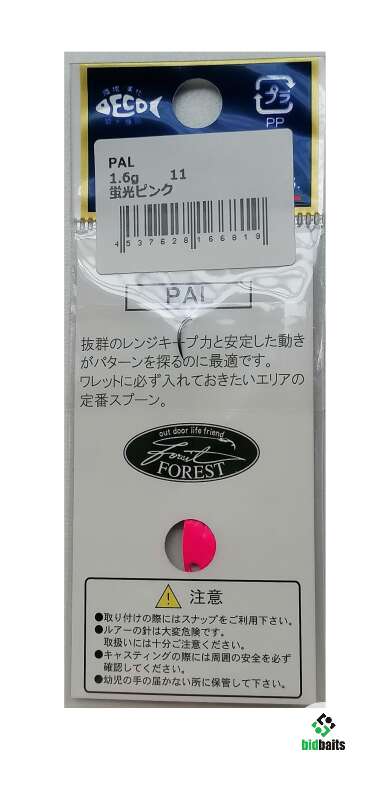 ECO
プラ
PP
PAL
1.6g 11
蛍光ピンク
4537628166819
PAL
抜群のレンジキープ力と安定した動き
がパターンを探るのに最適です。
ワレットに必ず入れておきたいエリアの
定番スプーン。
out door life friend
Forest
FOREST
注意
●取り付けの際にはスナップをご利用下さい。
●ルアーの針は大変危険です。
取扱いには十分ご注意ください。
●キャスティングの際には周囲の安全を必ず
確認してください。
●幼児の手の届かない所に保管して下さい。
bidbaits